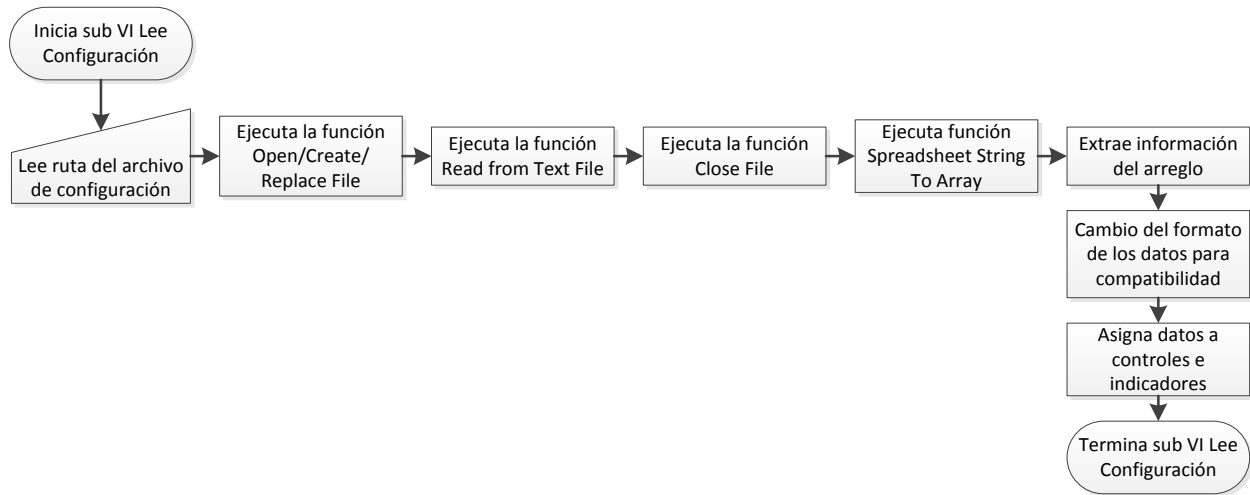 Inicia sub VI Lee
Configuración
Lee ruta del archivo
de configuración
Ejecuta la función
Open/Create/
Replace File
Ejecuta la función
Read from Text File
Ejecuta la función
Close File
Ejecuta función
Spreadsheet String
To Array
Extrae información
del arreglo
Cambio del formato
de los datos para
compatibilidad
Asigna datos a
controles e
indicadores
Termina sub VI Lee
Configuración